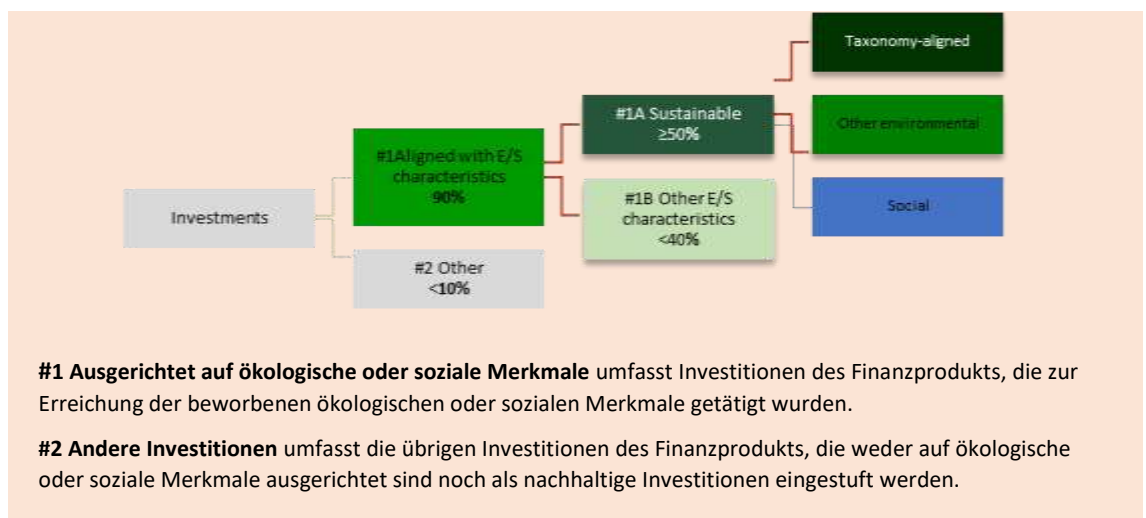 Taxonomy-aligned
#1A Sustainable
≥50%
Other environmental
#1Aligned with E/S
characteristics
90%
#1B Other E/S
characteristics
<40%
Social
Investments
#2 Other
<10%
#1 Ausgerichtet auf ökologische oder soziale Merkmale umfasst Investitionen des Finanzprodukts, die zur
Erreichung der beworbenen ökologischen oder sozialen Merkmale getätigt wurden.
#2 Andere Investitionen umfasst die übrigen Investitionen des Finanzprodukts, die weder auf ökologische
oder soziale Merkmale ausgerichtet sind noch als nachhaltige Investitionen eingestuft werden.